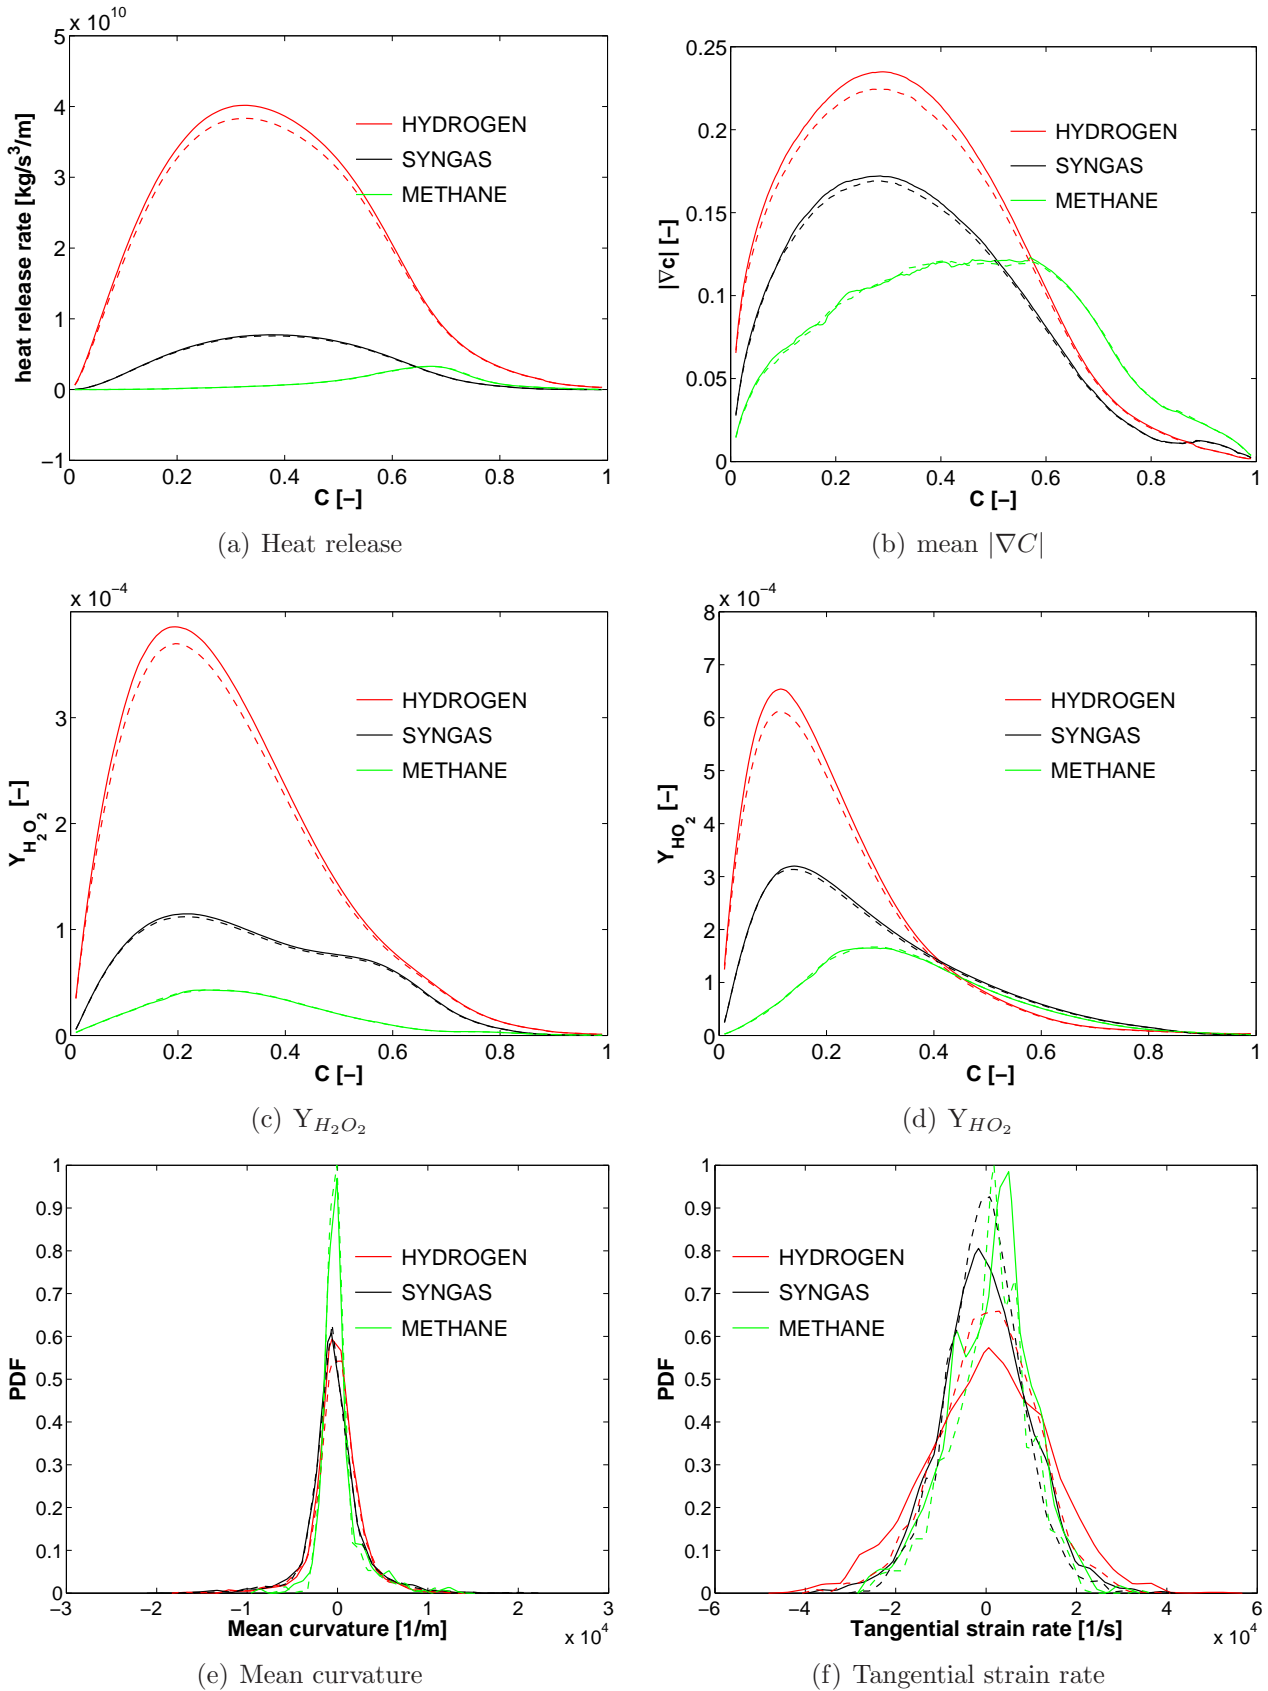 x 10^10
5
4
3
2
1
0
−1
heat release rate [kg/s^3/m]
HYDROGEN
SYNGAS
METHANE
0 0.2 0.4 0.6 0.8 1
C [–]
(a) Heat release
0.25
0.2
0.15
0.1
0.05
0
|∇c| [–]
HYDROGEN
SYNGAS
METHANE
0 0.2 0.4 0.6 0.8 1
C [–]
(b) mean |∇C|
x 10^−4
3
2
1
0
Y_H2O2 [–]
HYDROGEN
SYNGAS
METHANE
0 0.2 0.4 0.6 0.8 1
C [–]
(c) Y_H2O2
x 10^−4
8
7
6
5
4
3
2
1
0
Y_HO2 [–]
HYDROGEN
SYNGAS
METHANE
0 0.2 0.4 0.6 0.8 1
C [–]
(d) Y_HO2
1
0.9
0.8
0.7
0.6
0.5
0.4
0.3
0.2
0.1
0
PDF
HYDROGEN
SYNGAS
METHANE
−3 −2 −1 0 1 2 3
Mean curvature [1/m]
x 10^4
(e) Mean curvature
1
0.9
0.8
0.7
0.6
0.5
0.4
0.3
0.2
0.1
0
PDF
HYDROGEN
SYNGAS
METHANE
−6 −4 −2 0 2 4 6
Tangential strain rate [1/s]
x 10^4
(f) Tangential strain rate